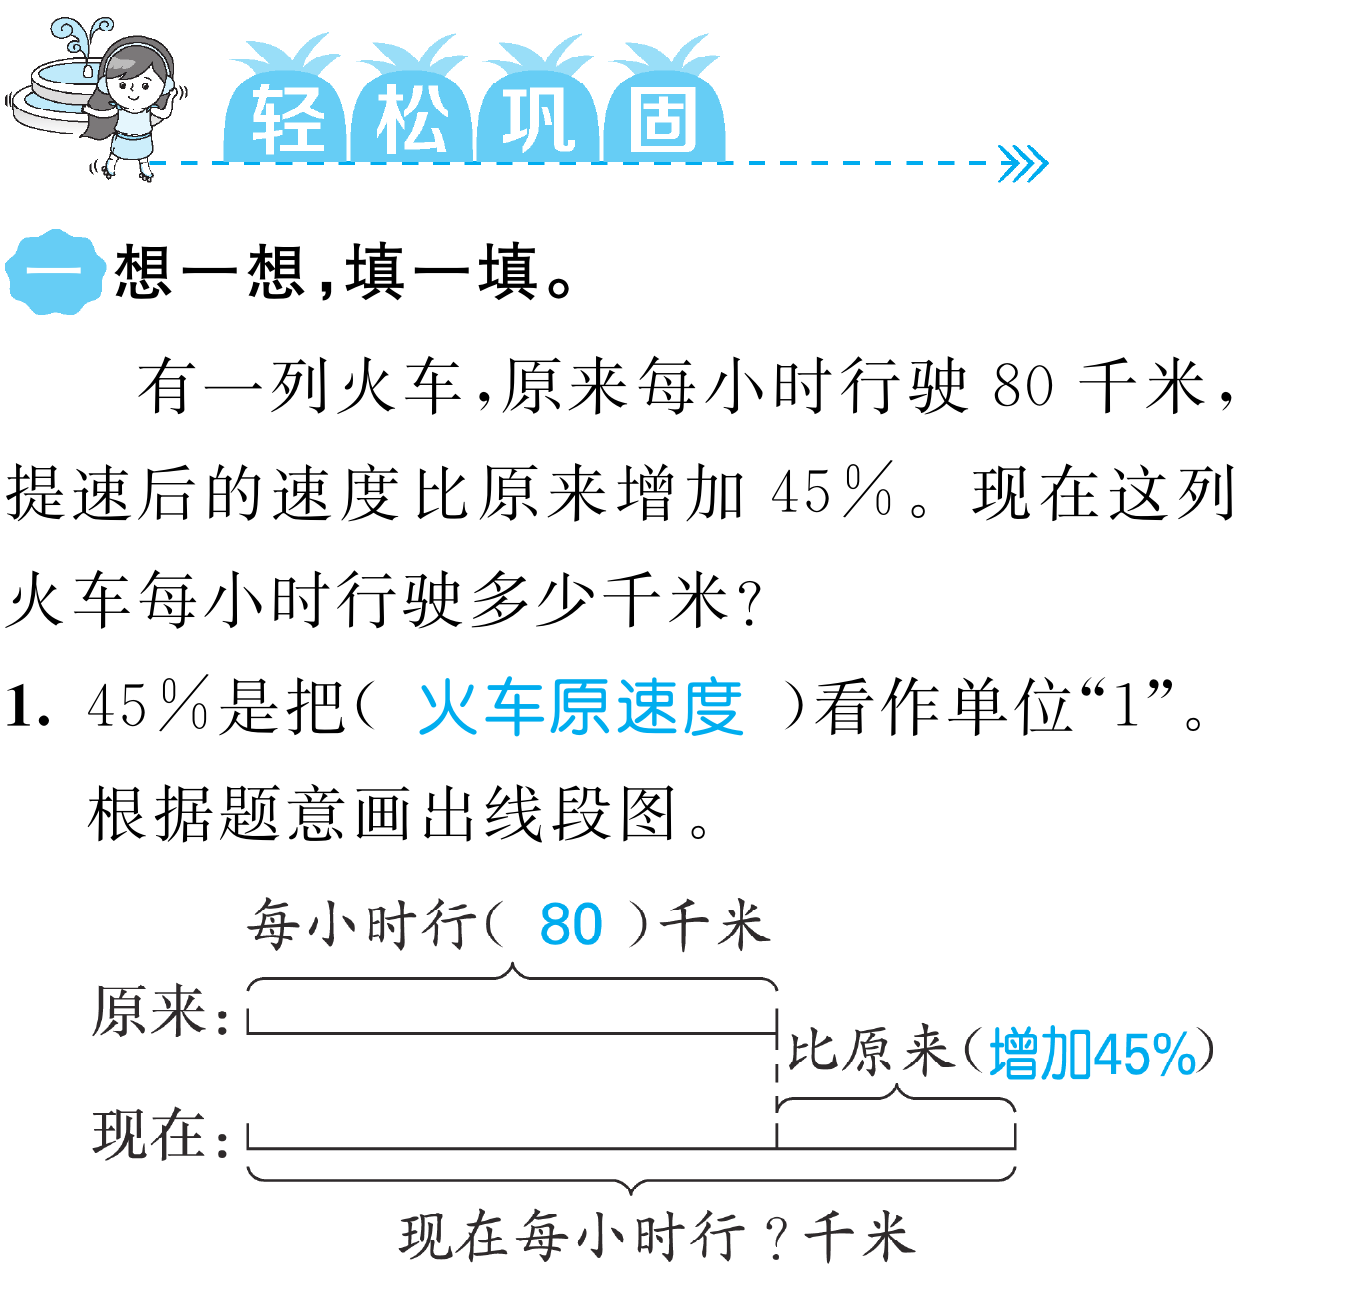 轻松巩固
一 想一想,填一填。
有一列火车,原来每小时行驶 80 千米,
提速后的速度比原来增加 45%。现在这列
火车每小时行驶多少千米?
1. 45%是把( 火车原速度 )看作单位“1”。
根据题意画出线段图。
每小时行( 80 )千米
原来:
比原来(增加45%)
现在:
现在每小时行?千米